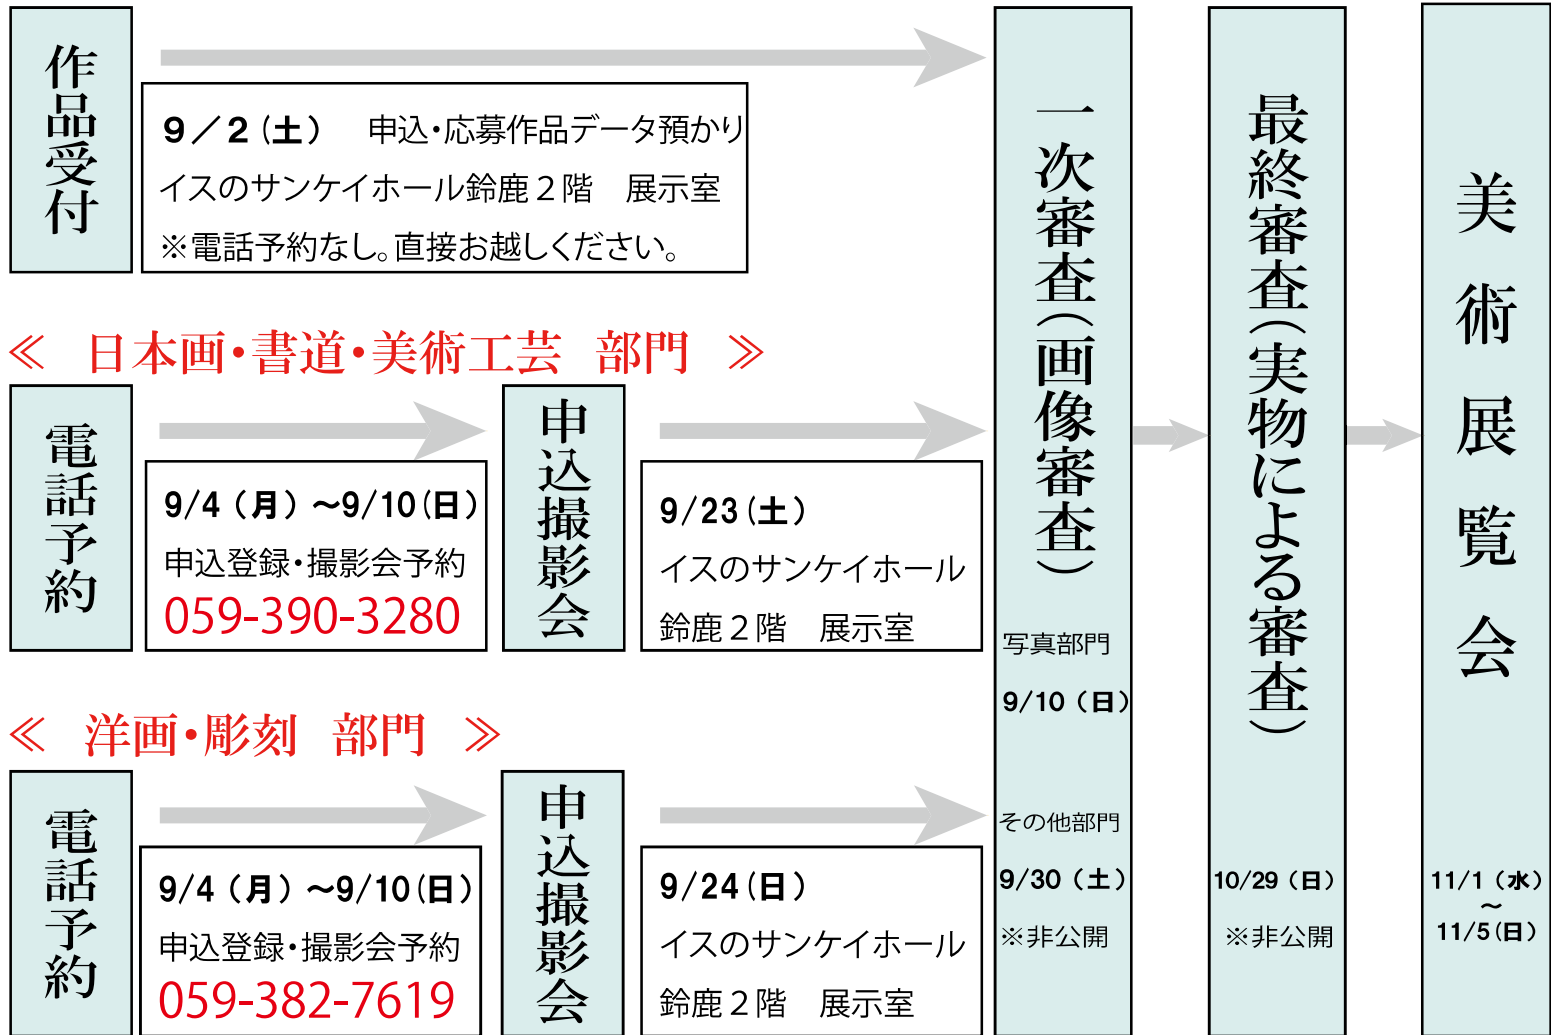 作品受付
9／2（土）　申込・応募作品データ預かり
イスのサンケイホール鈴鹿２階　展示室
※電話予約なし。直接お越しください。
≪　日本画・書道・美術工芸　部門　≫
電話予約
9/4（月）～9/10（日）
申込登録・撮影会予約
059-390-3280
申込撮影会
9/23（土）
イスのサンケイホール
鈴鹿２階　展示室
≪　洋画・彫刻　部門　≫
電話予約
9/4（月）～9/10（日）
申込登録・撮影会予約
059-382-7619
申込撮影会
9/24（日）
イスのサンケイホール
鈴鹿２階　展示室
一次審査（画像審査）
写真部門
9/10（日）
その他部門
9/30（土）
※非公開
最終審査（実物による審査）
10/29（日）
※非公開
美術展覧会
11/1（水）
～
11/5（日）